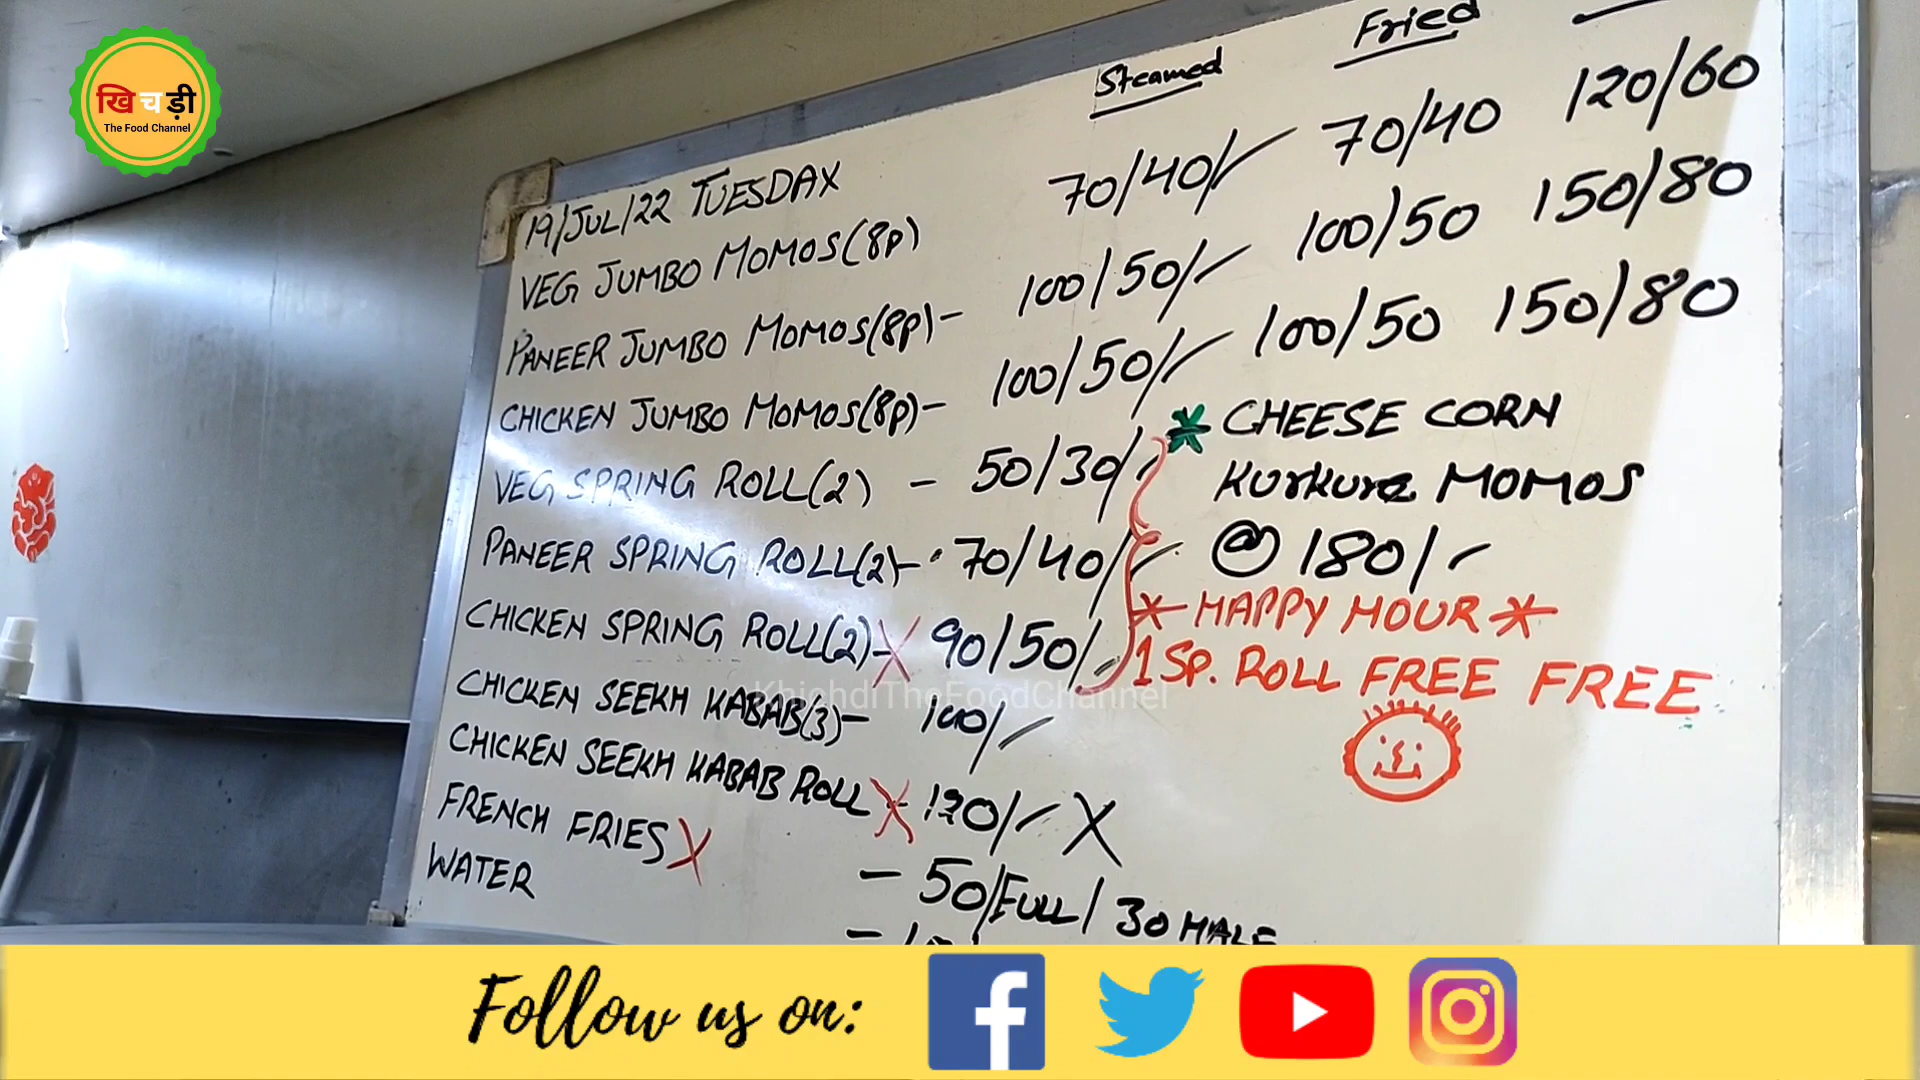 खिचड़ी
The Food Channel
Steamed Fried
19/JUL/22 TUESDAY
VEG JUMBO MOMOS(8P) 70/40/- 70/40 120/60
PANEER JUMBO MOMOS(8P)- 100/50/- 100/50 150/80
CHICKEN JUMBO MOMOS(8P)- 100/50/- 100/50 150/80
VEG SPRING ROLL(2) - 50/30/-
PANEER SPRING ROLL(2)- 70/40/-
CHICKEN SPRING ROLL(2)- X 90/50/-
CHICKEN SEEKH KABAB(3)- 100/-
CHICKEN SEEKH KABAB ROLL X - 120/- X
FRENCH FRIES X - 50/FULL/ 30 HALF
WATER -
* CHEESE CORN
KURKURE MOMOS
@ 180/-
* HAPPY HOUR *
1 SP. ROLL FREE FREE
KhichdiTheFoodChannel
Follow us on: